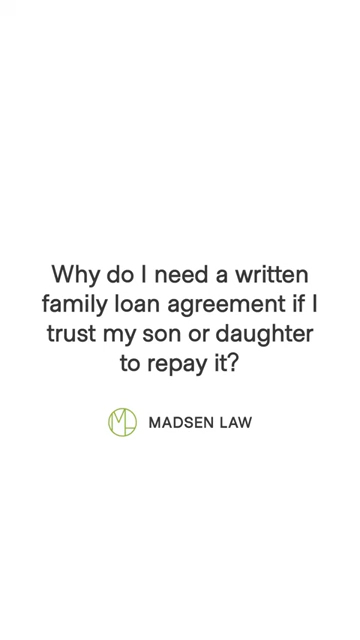 Why do I need a written
family loan agreement if I
trust my son or daughter
to repay it?
MADSEN LAW